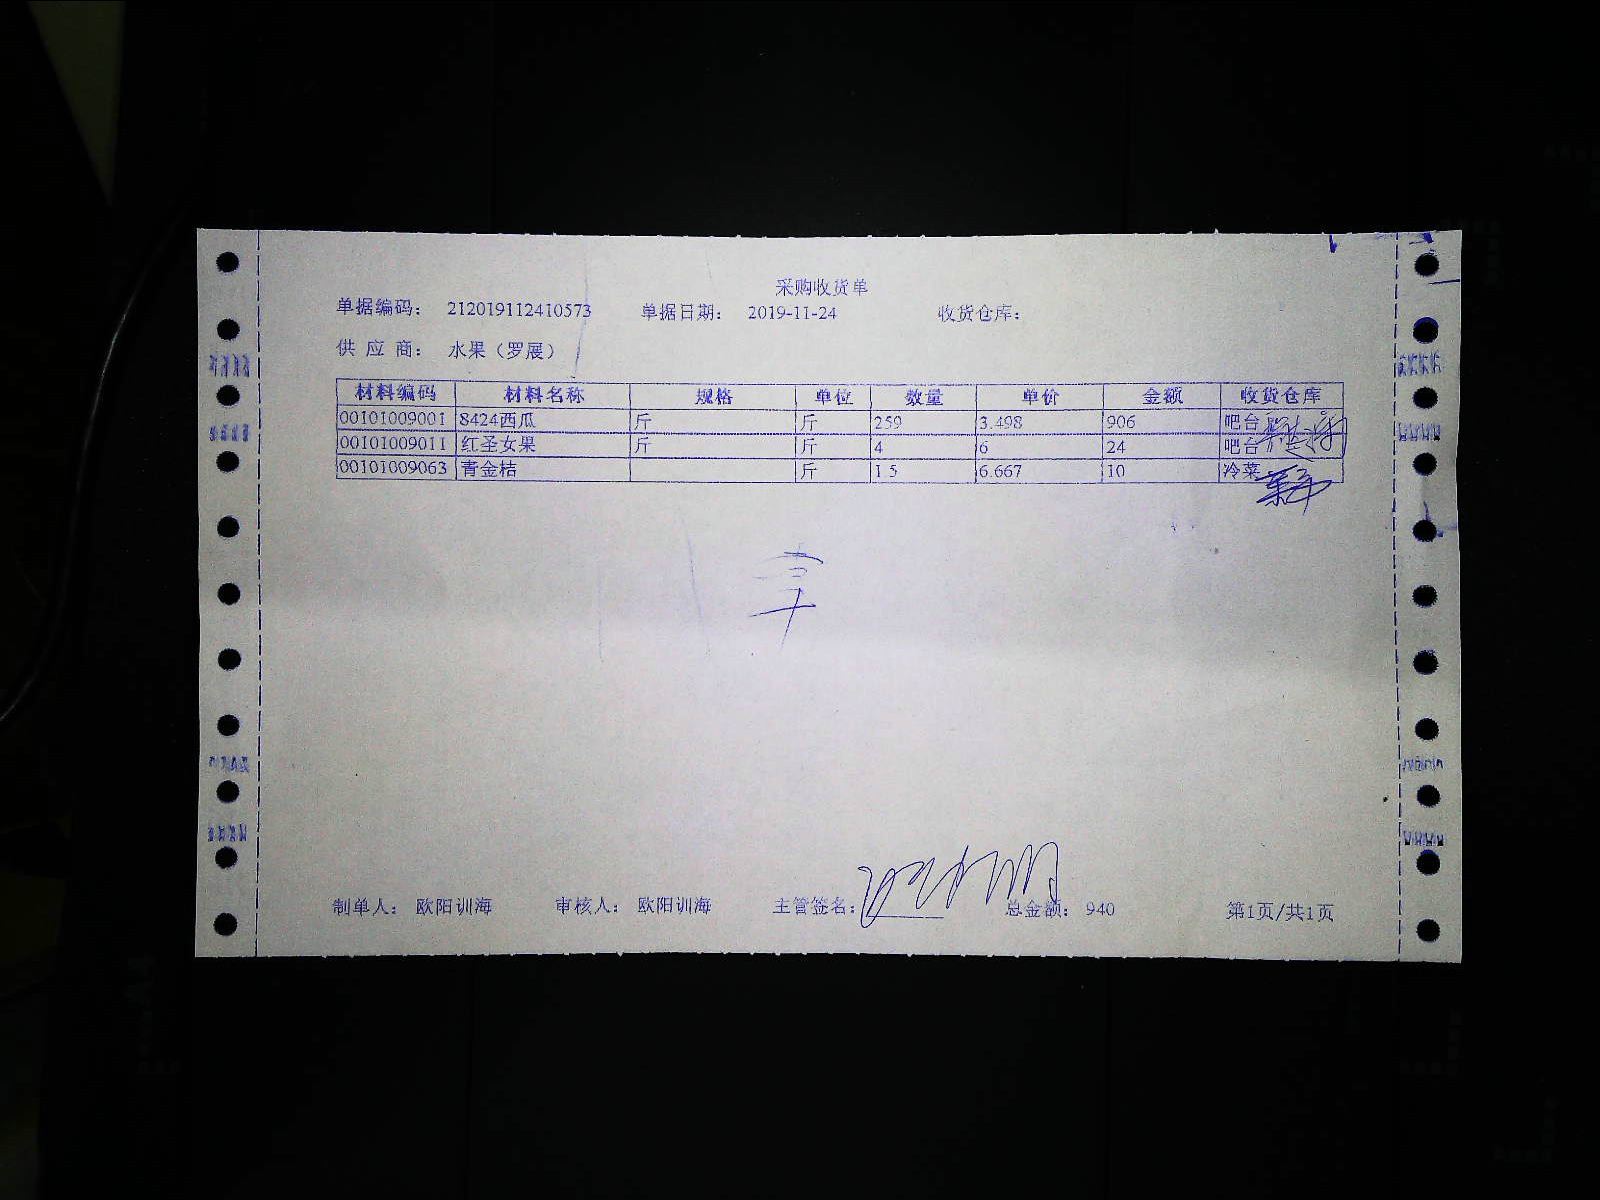 采购收货单
单据编码： 212019112410573 单据日期： 2019-11-24 收货仓库：
供 应 商： 水果（罗展）
材料编码 材料名称 规格 单位 数量 单价 金额 收货仓库
00101009001 8424西瓜 斤 斤 259 3.498 906 吧台
00101009011 红圣女果 斤 斤 4 6 24 吧台
00101009063 青金桔 斤 1.5 6.667 10 冷菜
制单人： 欧阳训海 审核人： 欧阳训海 主管签名： 总金额： 940 第1页/共1页